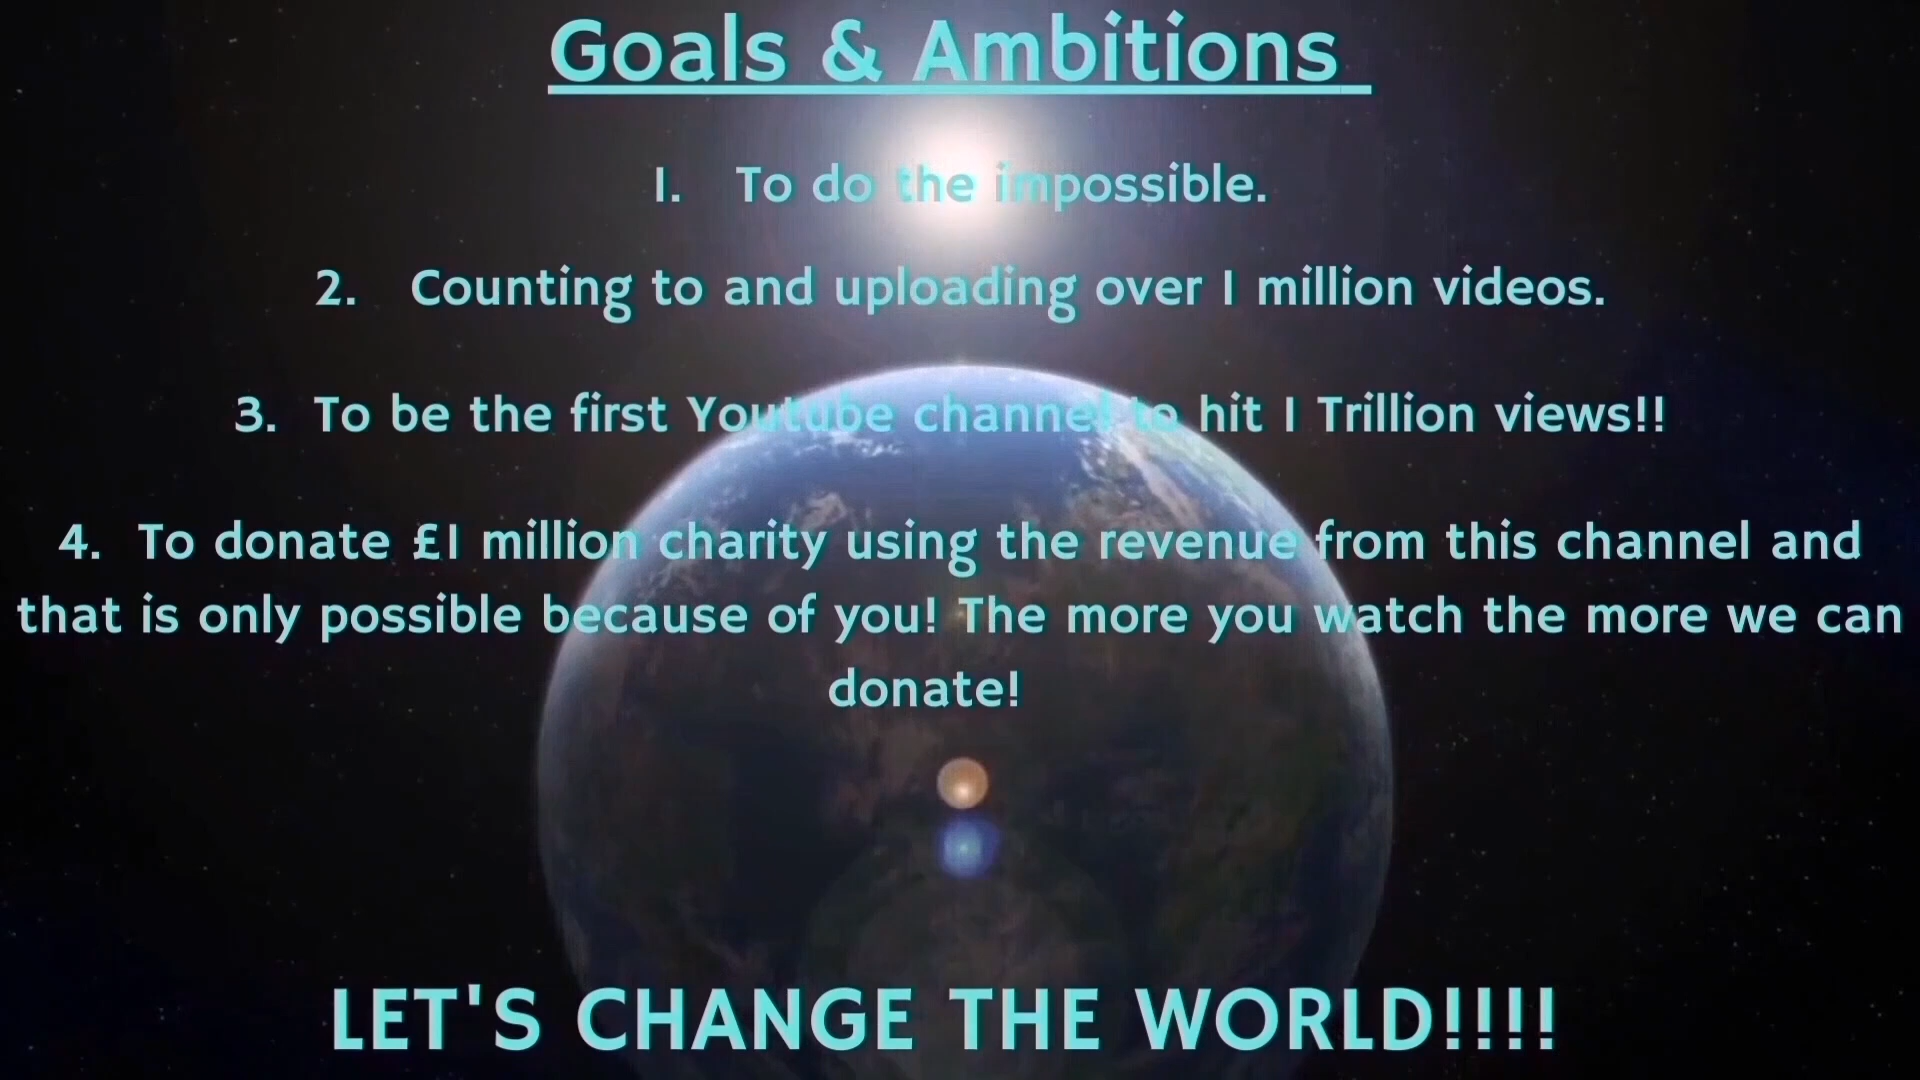 Goals & Ambitions
1. To do the impossible.
2. Counting to and uploading over 1 million videos.
3. To be the first Youtube channel to hit 1 Trillion views!!
4. To donate £1 million charity using the revenue from this channel and
that is only possible because of you! The more you watch the more we can
donate!
LET'S CHANGE THE WORLD!!!!